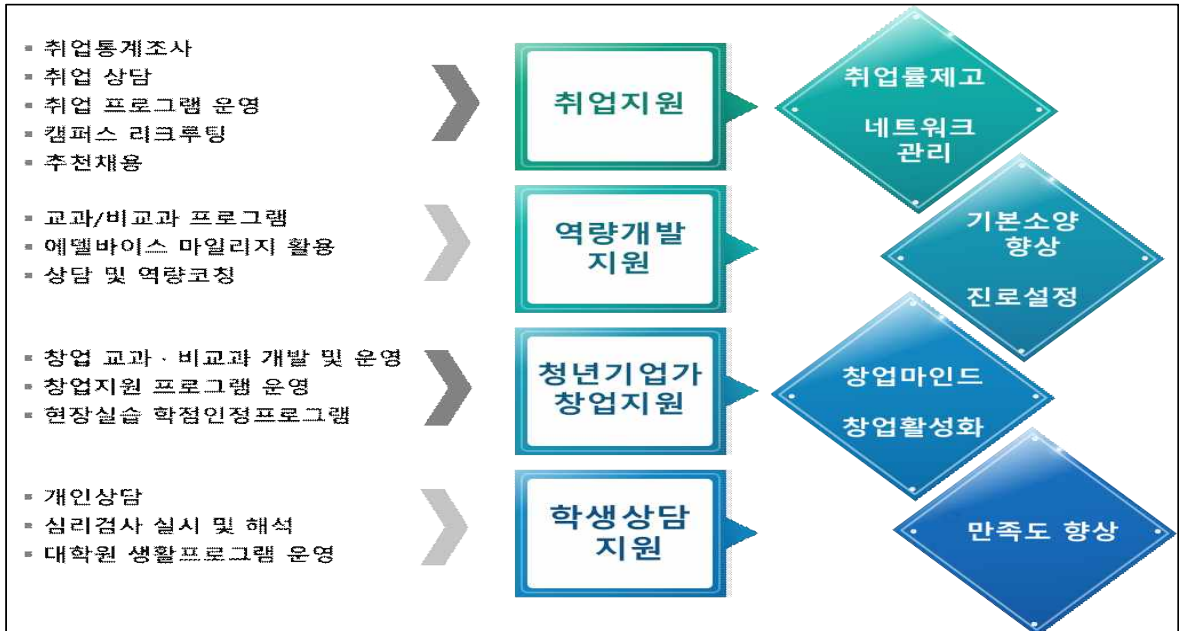 ▪ 취업통계조사
▪ 취업 상담
▪ 취업 프로그램 운영
▪ 캠퍼스 리크루팅
▪ 추천채용
취업지원
취업률제고
네트워크
관리
▪ 교과/비교과 프로그램
▪ 에델바이스 마일리지 활용
▪ 상담 및 역량코칭
역량개발
지원
기본소양
향상
진로설정
▪ 창업 교과 · 비교과 개발 및 운영
▪ 창업지원 프로그램 운영
▪ 현장실습 학점인정프로그램
청년기업가
창업지원
창업마인드
창업활성화
▪ 개인상담
▪ 심리검사 실시 및 해석
▪ 대학원 생활프로그램 운영
학생상담
지원
만족도 향상